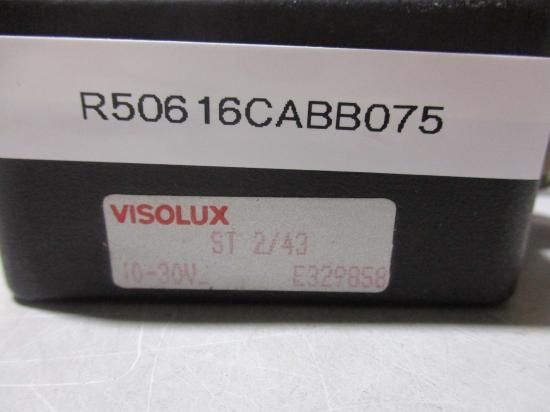 R50616CABB075
VISOLUX
ST 2/43
10-30V
E329858